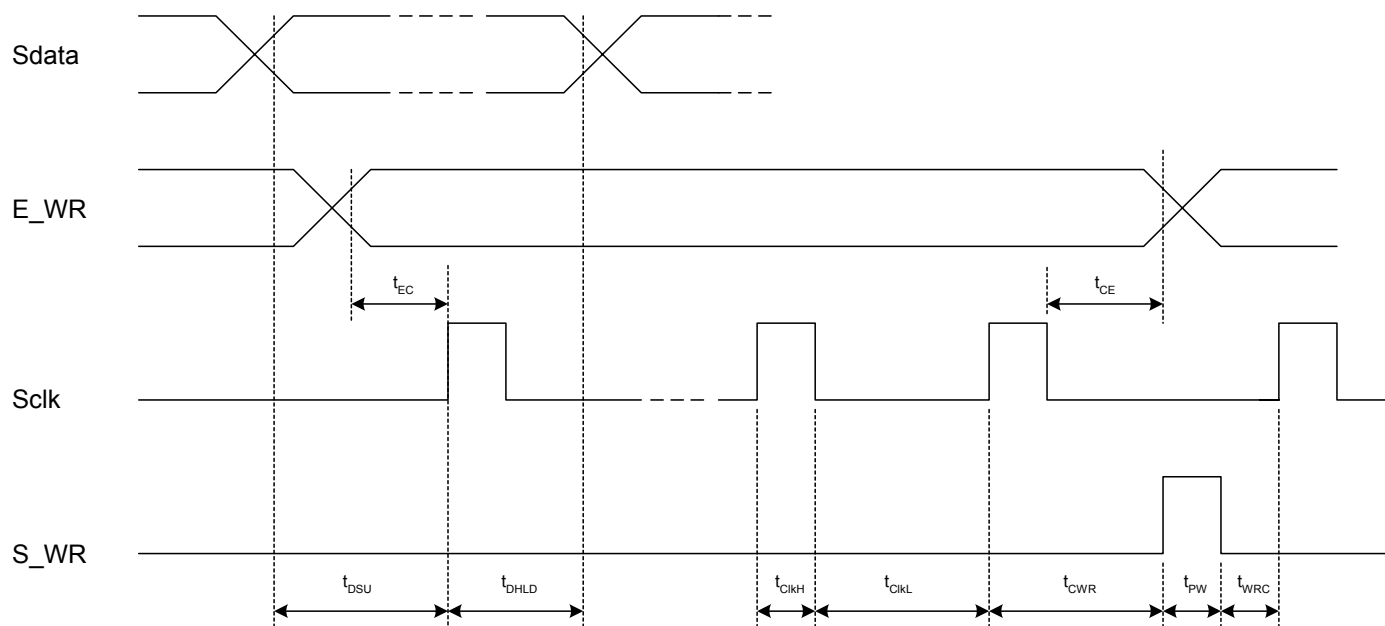 Sdata
E_WR
tEC
tCE
Sclk
S_WR
tDSU
tDHLD
tClkH
tClkL
tCWR
tPW
tWRC